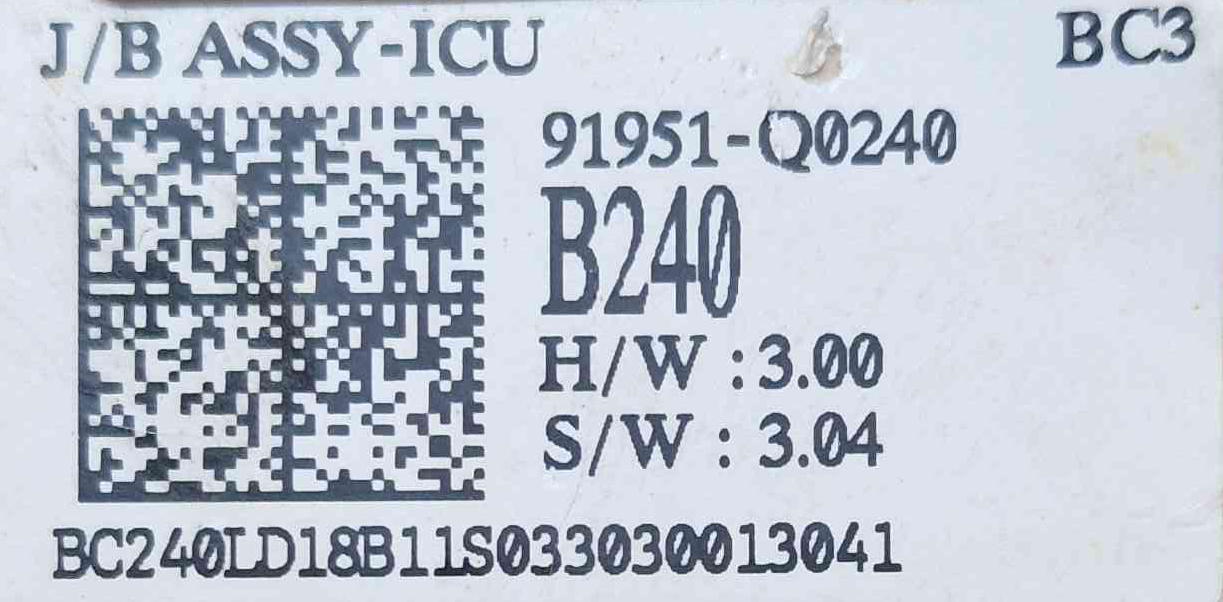 J/B ASSY-ICU BC3
91951-Q0240
B240
H/W :3.00
S/W : 3.04
BC240LD18B11S033030013041